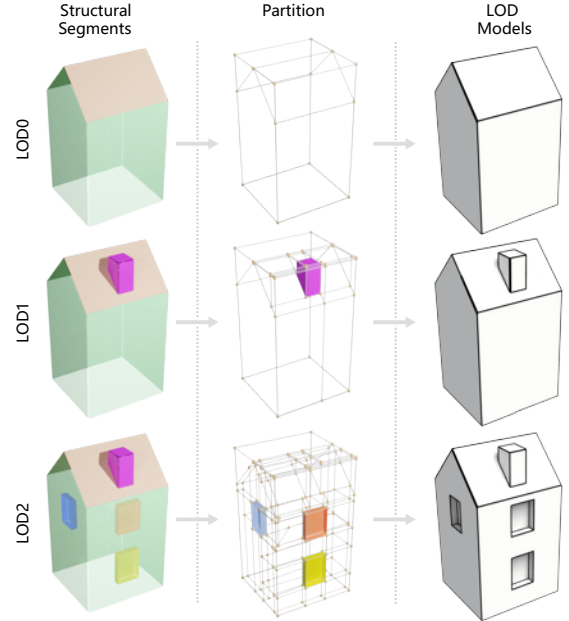 Structural
Segments
Partition
LOD
Models
LOD0
LOD1
LOD2